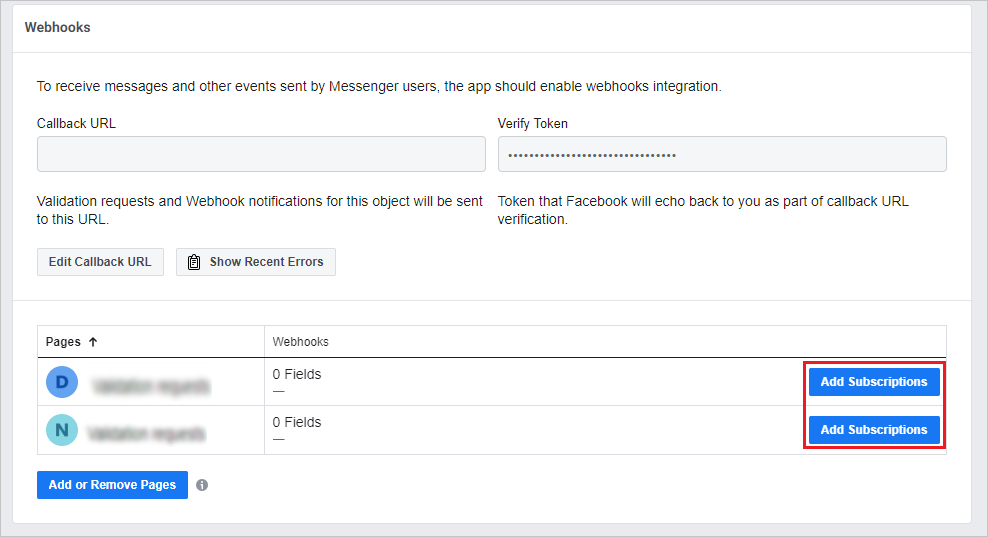 Webhooks
To receive messages and other events sent by Messenger users, the app should enable webhooks integration.
Callback URL
Verify Token
••••••••••••••••••••••••••••••••
Validation requests and Webhook notifications for this object will be sent
to this URL.
Token that Facebook will echo back to you as part of callback URL
verification.
Edit Callback URL
Show Recent Errors
Pages ↑
Webhooks
D
0 Fields
—
Add Subscriptions
N
0 Fields
—
Add Subscriptions
Add or Remove Pages